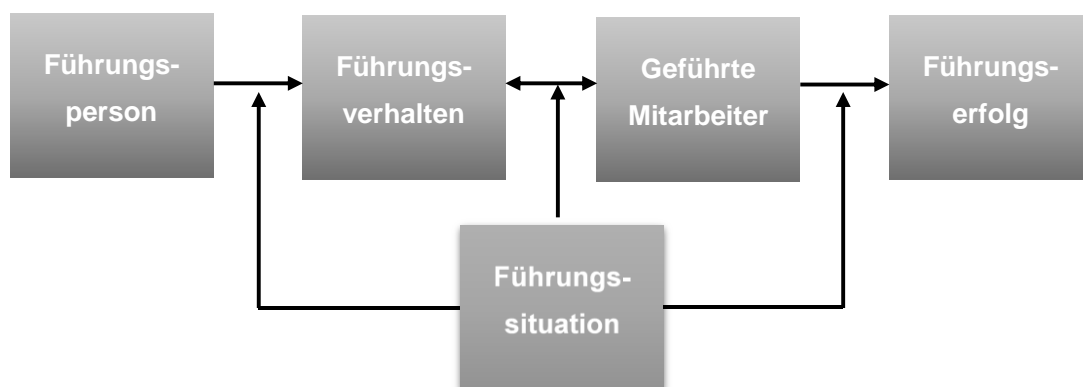 Führungs-
person
Führungs-
verhalten
Geführte
Mitarbeiter
Führungs-
erfolg
Führungs-
situation